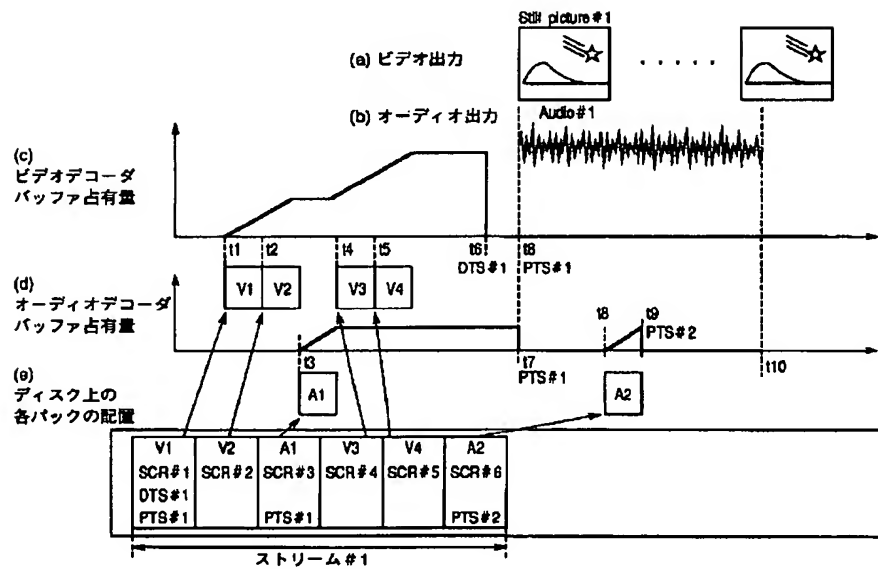 Still picture#1
(a) ビデオ出力
(b) オーディオ出力
Audio#1
(c)
ビデオデコーダ
バッファ占有量
t1 t2 t4 t5 t6 t6
DTS#1 PTS#1
V1 V2 V3 V4
(d)
オーディオデコーダ
バッファ占有量
t8 t9
PTS#2
t3 t7 t10
PTS#1
(e)
ディスク上の
各パックの配置
A1 A2
V1 V2 A1 V3 V4 A2
SCR#1 SCR#2 SCR#3 SCR#4 SCR#5 SCR#6
DTS#1
PTS#1 PTS#1 PTS#2
ストリーム#1